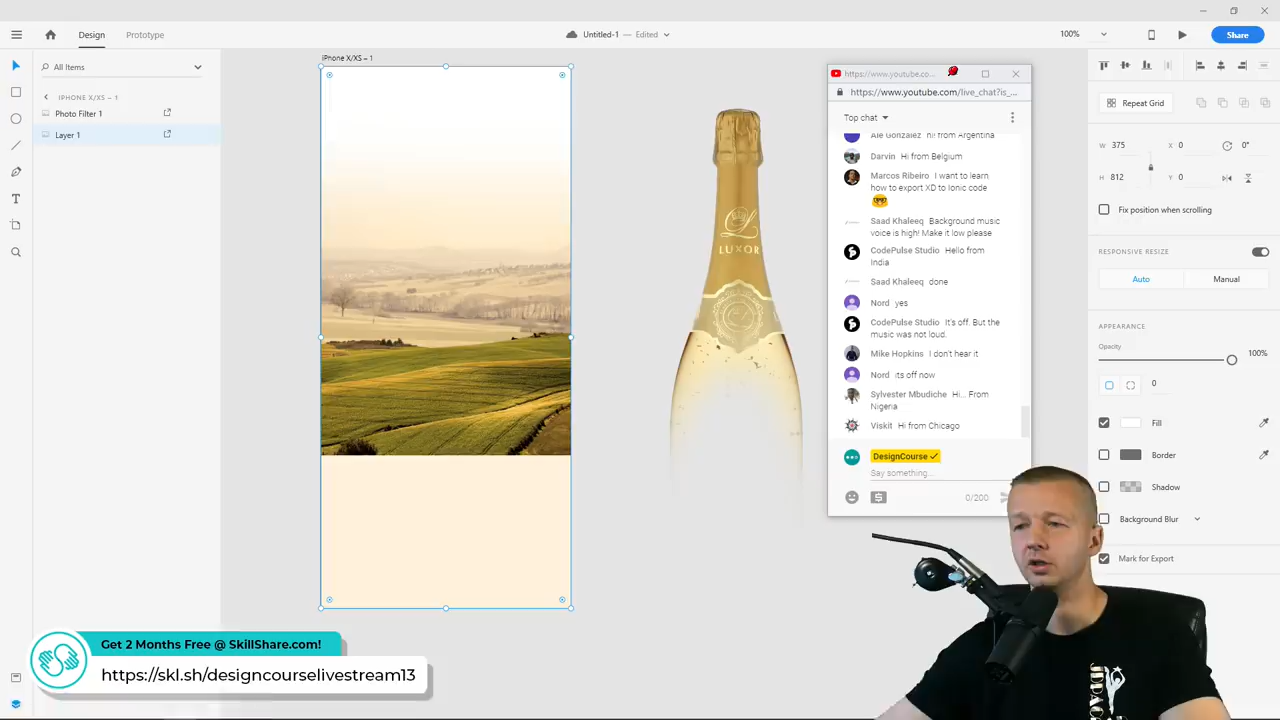 Design
Prototype
Untitled-1 — Edited
100%
Share
All Items
IPHONE X/XS – 1
Photo Filter 1
Layer 1
iPhone X/XS – 1
L
LUXOR
https://www.youtube.co...
https://www.youtube.com/live_chat?is_...
Top chat
Ale Gonzalez hi! from Argentina
Darvin Hi from Belgium
Marcos Ribeiro I want to learn
how to export XD to Ionic code
Saad Khaleeq Background music
voice is high! Make it low please
CodePulse Studio Hello from
India
Saad Khaleeq done
Nord yes
CodePulse Studio It's off. But the
music was not loud.
Mike Hopkins I don't hear it
Nord its off now
Sylvester Mbudiche Hi... From
Nigeria
Viskit Hi from Chicago
DesignCourse
Say something...
0/200
Repeat Grid
W 375 X 0 0°
H 812 Y 0
Fix position when scrolling
RESPONSIVE RESIZE
Auto Manual
APPEARANCE
Opacity
100%
0
Fill
Border
Shadow
Background Blur
Mark for Export
Get 2 Months Free @ SkillShare.com!
https://skl.sh/designcourselivestream13